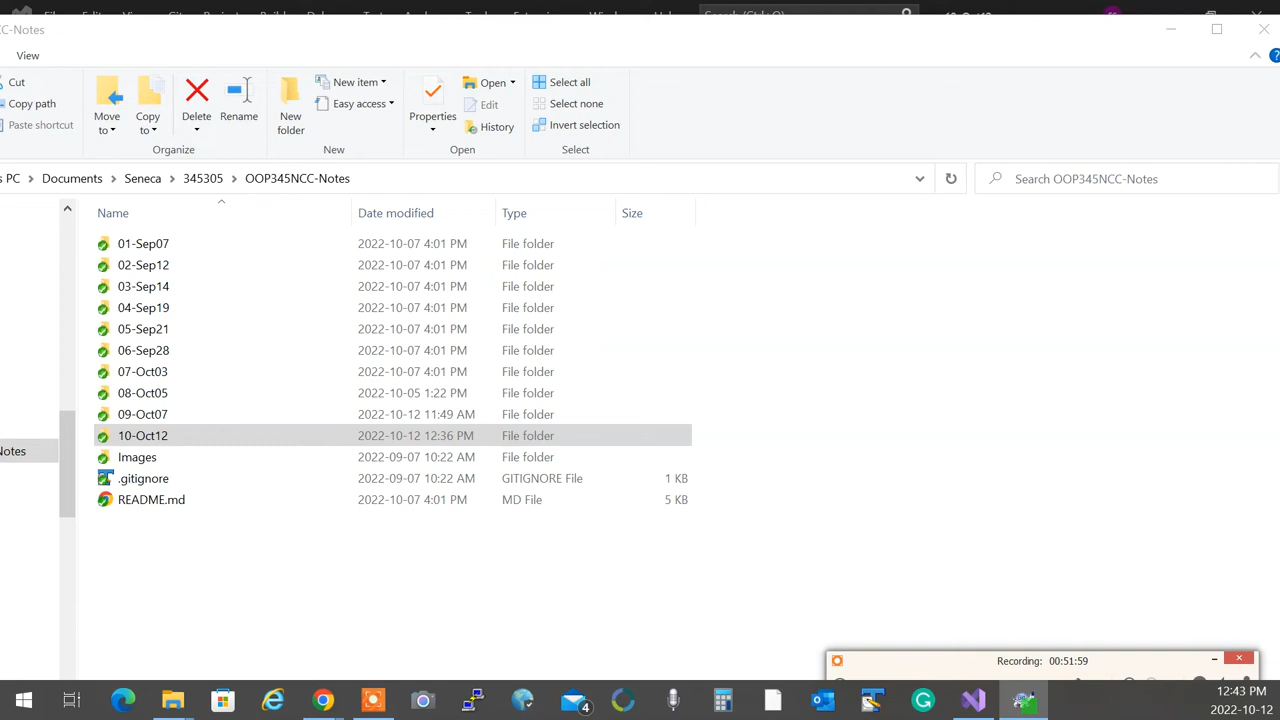 CC-Notes
View
Cut
Copy path
Paste shortcut
Move to
Copy to
Delete
Rename
Organize
New folder
New item
Easy access
New
Properties
Open
Edit
History
Open
Select all
Select none
Invert selection
Select
s PC > Documents > Seneca > 345305 > OOP345NCC-Notes
Search OOP345NCC-Notes
Name Date modified Type Size
01-Sep07 2022-10-07 4:01 PM File folder
02-Sep12 2022-10-07 4:01 PM File folder
03-Sep14 2022-10-07 4:01 PM File folder
04-Sep19 2022-10-07 4:01 PM File folder
05-Sep21 2022-10-07 4:01 PM File folder
06-Sep28 2022-10-07 4:01 PM File folder
07-Oct03 2022-10-07 4:01 PM File folder
08-Oct05 2022-10-05 1:22 PM File folder
09-Oct07 2022-10-12 11:49 AM File folder
10-Oct12 2022-10-12 12:36 PM File folder
Notes
Images 2022-09-07 10:22 AM File folder
.gitignore 2022-09-07 10:22 AM GITIGNORE File 1 KB
README.md 2022-10-07 4:01 PM MD File 5 KB
Recording: 00:51:59
4
12:43 PM
2022-10-12